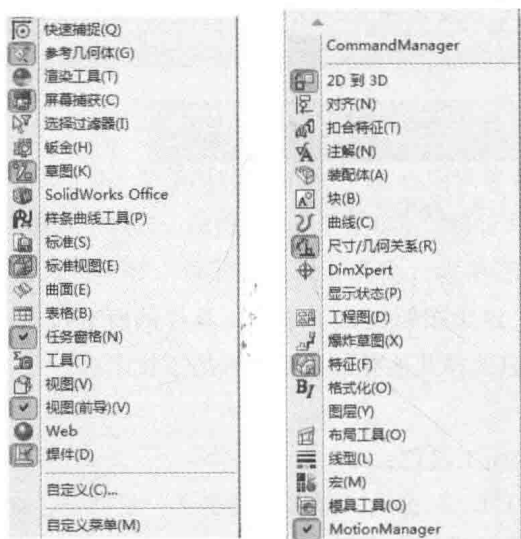 快速捕捉(Q)
参考几何体(G)
渲染工具(T)
屏幕捕获(C)
选择过滤器(I)
钣金(H)
草图(K)
SolidWorks Office
样条曲线工具(P)
标准(S)
标准视图(E)
曲面(E)
表格(B)
任务窗格(N)
工具(T)
视图(V)
视图(前导)(V)
Web
焊件(D)
自定义(C)...
自定义菜单(M)
CommandManager
2D 到 3D
对齐(N)
扣合特征(T)
注解(N)
装配体(A)
块(B)
曲线(C)
尺寸/几何关系(R)
DimXpert
显示状态(P)
工程图(D)
爆炸草图(X)
特征(F)
格式化(O)
图层(Y)
布局工具(O)
线型(L)
宏(M)
模具工具(O)
MotionManager